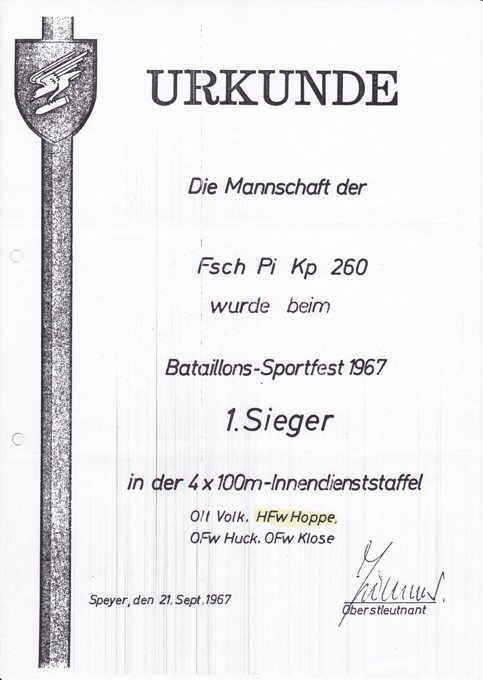 URKUNDE
Die Mannschaft der
Fsch Pi Kp 260
wurde beim
Bataillons-Sportfest 1967
1. Sieger
in der 4 x 100m-Innendienststaffel
Olt Volk, HFw Hoppe,
OFw Huck, OFw Klose
Speyer, den 21. Sept. 1967
Oberstleutnant